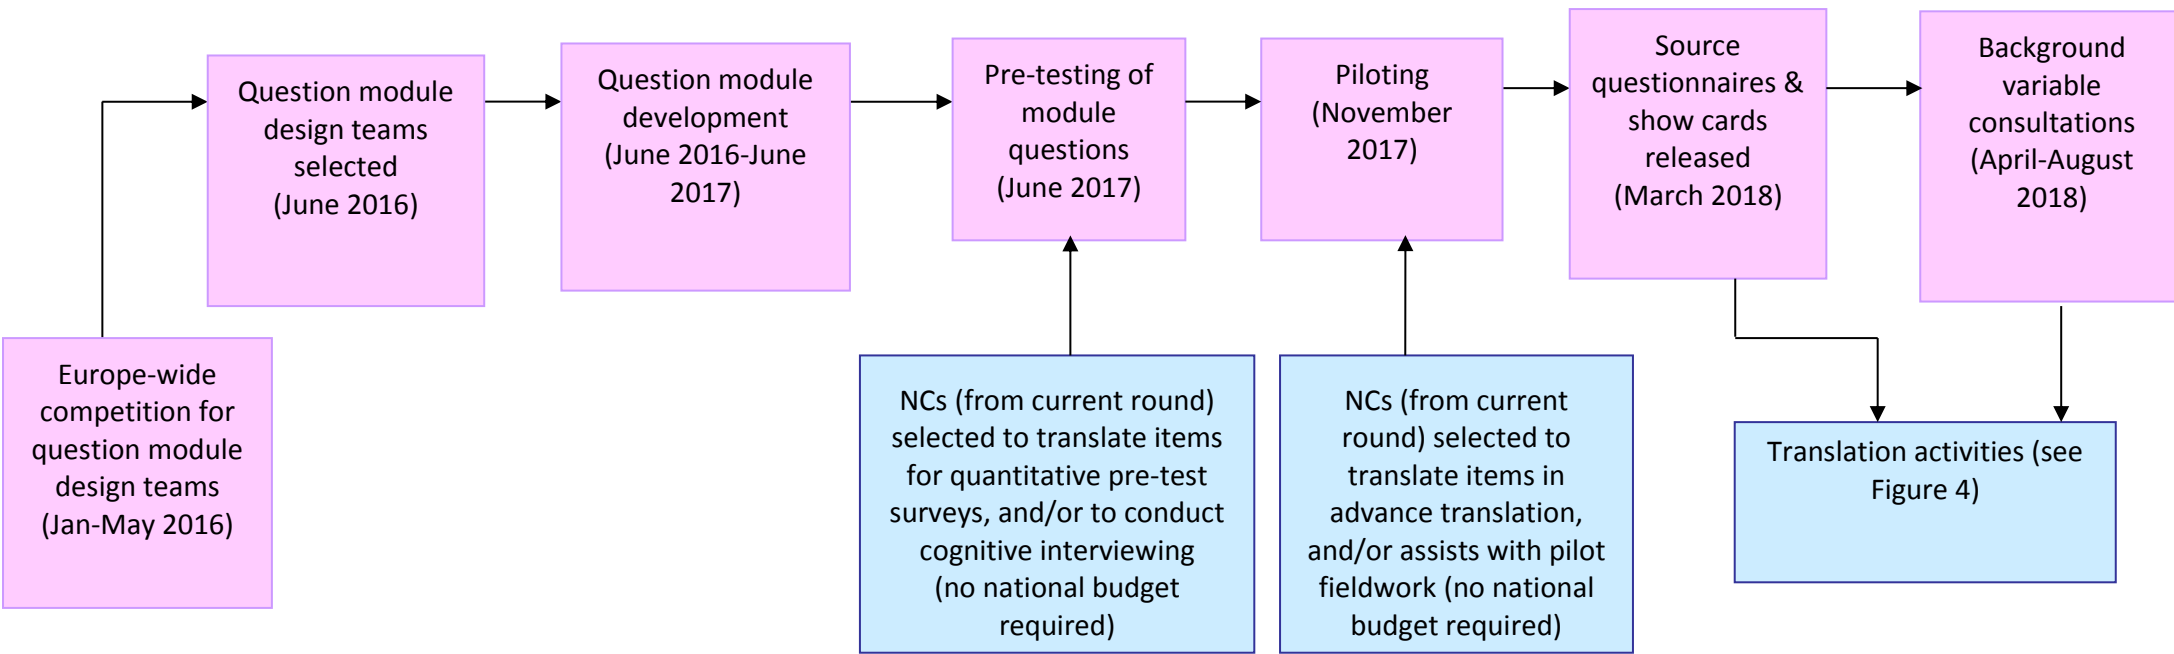 Europe-wide
competition for
question module
design teams
(Jan-May 2016)
Question module
design teams
selected
(June 2016)
Question module
development
(June 2016-June
2017)
Pre-testing of
module
questions
(June 2017)
Piloting
(November
2017)
Source
questionnaires &
show cards
released
(March 2018)
Background
variable
consultations
(April-August
2018)
NCs (from current round)
selected to translate items
for quantitative pre-test
surveys, and/or to conduct
cognitive interviewing
(no national budget
required)
NCs (from current
round) selected to
translate items in
advance translation,
and/or assists with pilot
fieldwork (no national
budget required)
Translation activities (see
Figure 4)